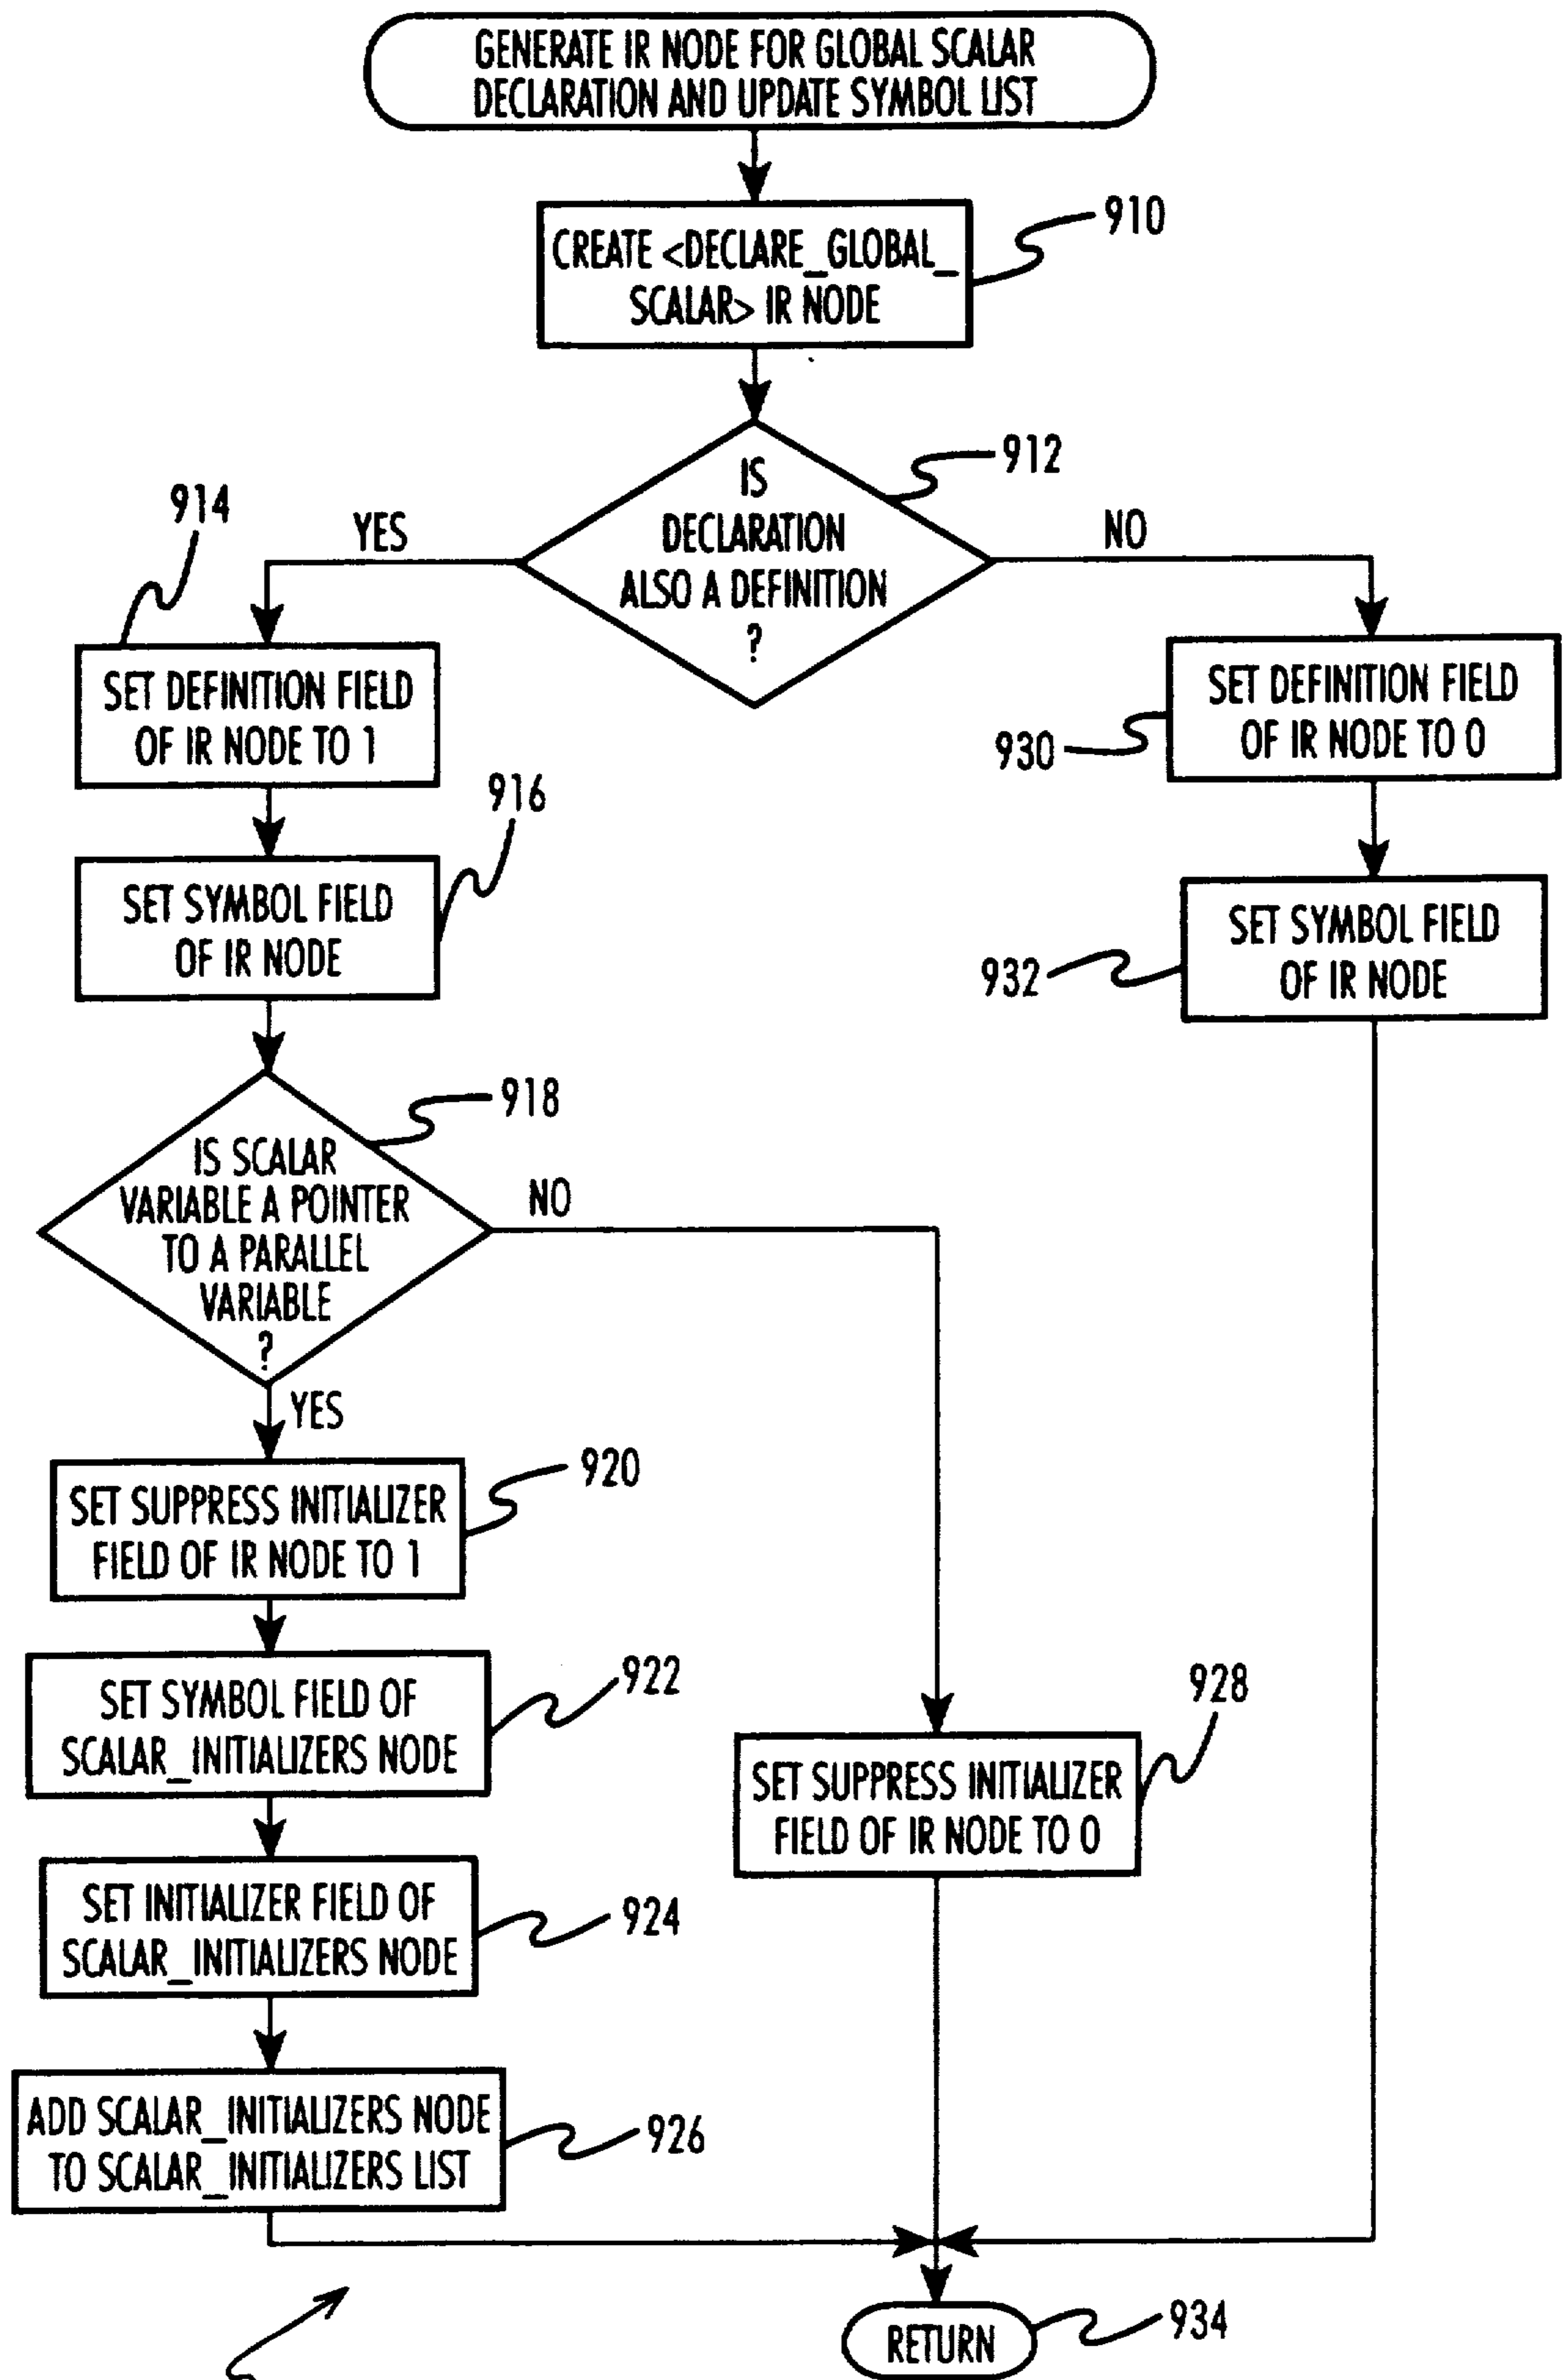 GENERATE IR NODE FOR GLOBAL SCALAR
DECLARATION AND UPDATE SYMBOL LIST
CREATE <DECLARE_GLOBAL_
SCALAR> IR NODE
910
IS
DECLARATION
ALSO A DEFINITION
?
912
YES
NO
914
SET DEFINITION FIELD
OF IR NODE TO 1
SET DEFINITION FIELD
OF IR NODE TO 0
930
916
SET SYMBOL FIELD
OF IR NODE
SET SYMBOL FIELD
OF IR NODE
932
918
IS SCALAR
VARIABLE A POINTER
TO A PARALLEL
VARIABLE
?
NO
YES
920
SET SUPPRESS INITIALIZER
FIELD OF IR NODE TO 1
922
SET SYMBOL FIELD OF
SCALAR_INITIALIZERS NODE
928
SET SUPPRESS INITIALIZER
FIELD OF IR NODE TO 0
SET INITIALIZER FIELD OF
SCALAR_INITIALIZERS NODE
924
ADD SCALAR_INITIALIZERS NODE
TO SCALAR_INITIALIZERS LIST
926
RETURN
934